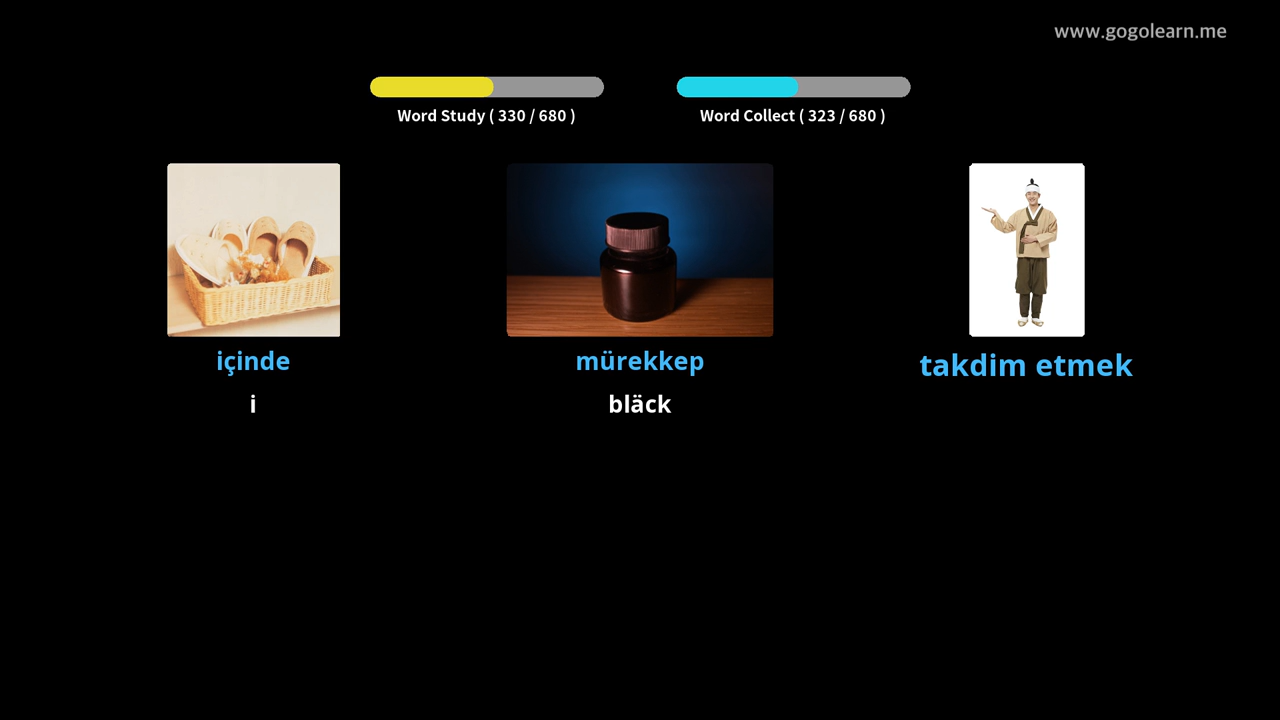 www.gogolearn.me
Word Study ( 330 / 680 )
Word Collect ( 323 / 680 )
içinde
mürekkep
takdim etmek
i
bläck